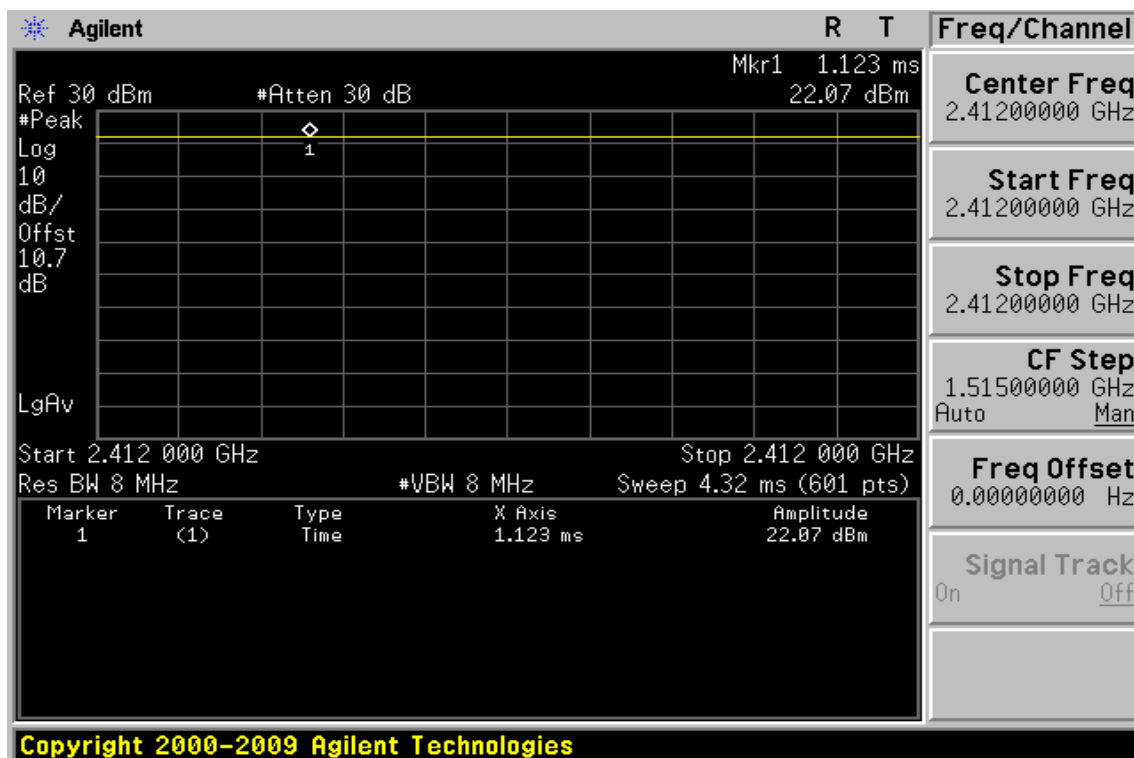 Agilent R T
Mkr1 1.123 ms
Ref 30 dBm #Atten 30 dB 22.07 dBm
#Peak
Log
10
dB/
Offst
10.7
dB
LgAv
1
Start 2.412 000 GHz Stop 2.412 000 GHz
Res BW 8 MHz #VBW 8 MHz Sweep 4.32 ms (601 pts)
Marker Trace Type X Axis Amplitude
1 (1) Time 1.123 ms 22.07 dBm
Freq/Channel
Center Freq
2.41200000 GHz
Start Freq
2.41200000 GHz
Stop Freq
2.41200000 GHz
CF Step
1.51500000 GHz
Auto Man
Freq Offset
0.00000000 Hz
Signal Track
On Off
Copyright 2000-2009 Agilent Technologies